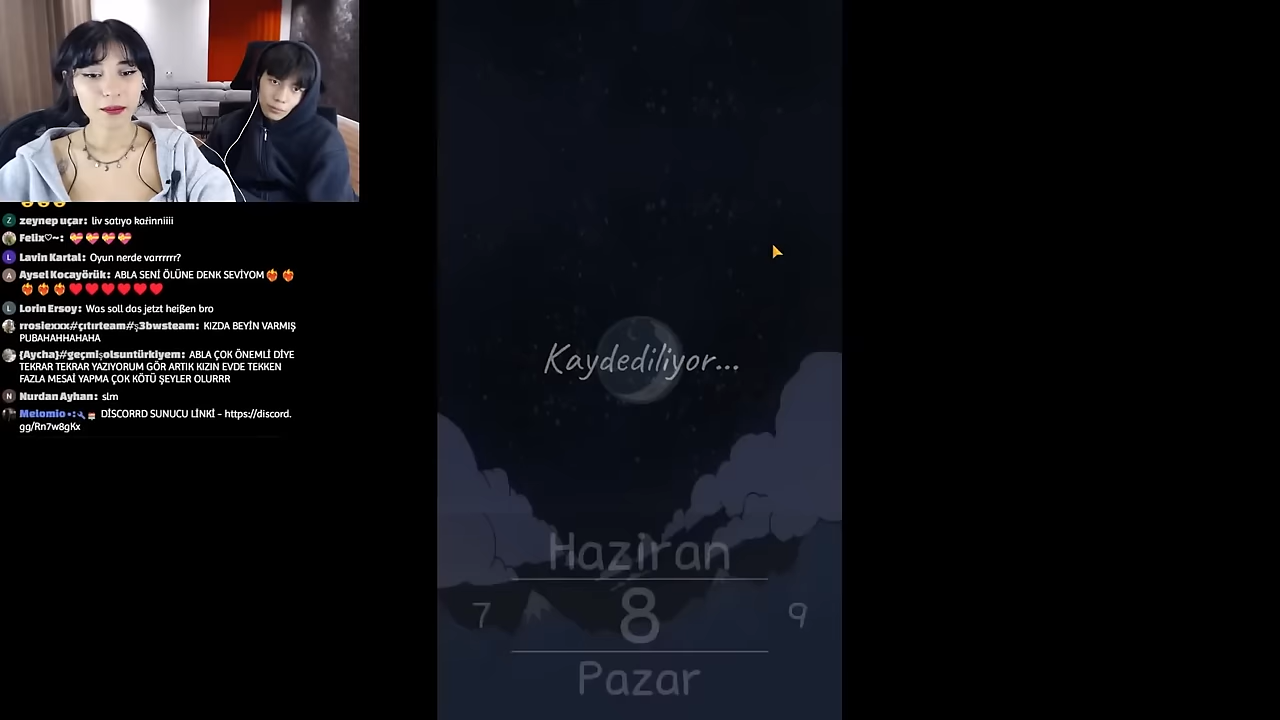 zeynep uçar: liv satıyo kafinniiii
Felix♡~: 💝💝💝💝
Lavin Kartal: Oyun nerde varrrrr?
Aysel Kocayörük: ABLA SENİ ÖLÜNE DENK SEVİYOM ❤️‍🔥 ❤️‍🔥
❤️‍🔥 ❤️‍🔥 ❤️‍🔥 ♥️♥️♥️♥️♥️♥️
Lorin Ersoy: Was soll das jetzt heißen bro
rroslexxx#çıtırteam#ş3bwsteam: KIZDA BEYİN VARMIŞ
PUBAHAHHAHAHA
{Aycha}#geçmişolsuntürkiyem: ABLA ÇOK ÖNEMLİ DİYE
TEKRAR TEKRAR YAZIYORUM GÖR ARTIK KIZIN EVDE TEKKEN
FAZLA MESAİ YAPMA ÇOK KÖTÜ ŞEYLER OLURRR
Nurdan Ayhan: slm
Melomio DİSCORRD SUNUCU LİNKİ - https://discord.
gg/Rn7w8gKx
Kaydediliyor...
Haziran
7 8 9
Pazar